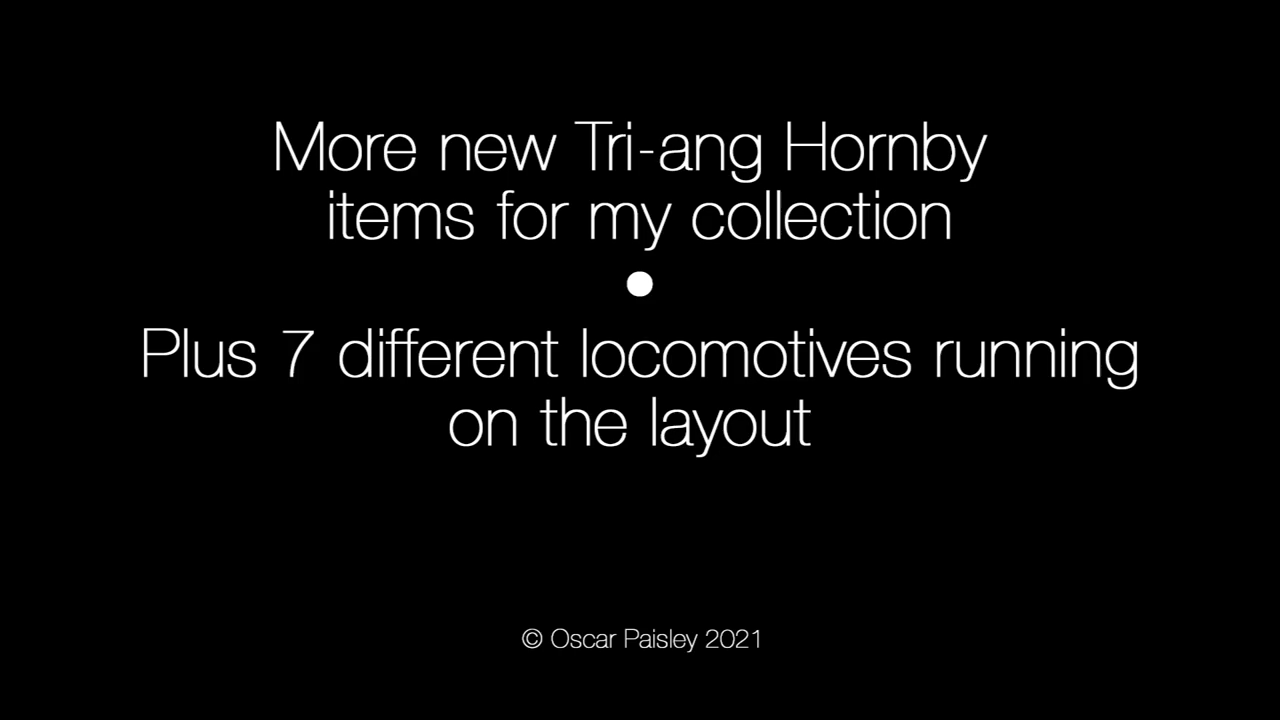 More new Tri-ang Hornby
items for my collection
•
Plus 7 different locomotives running
on the layout
© Oscar Paisley 2021